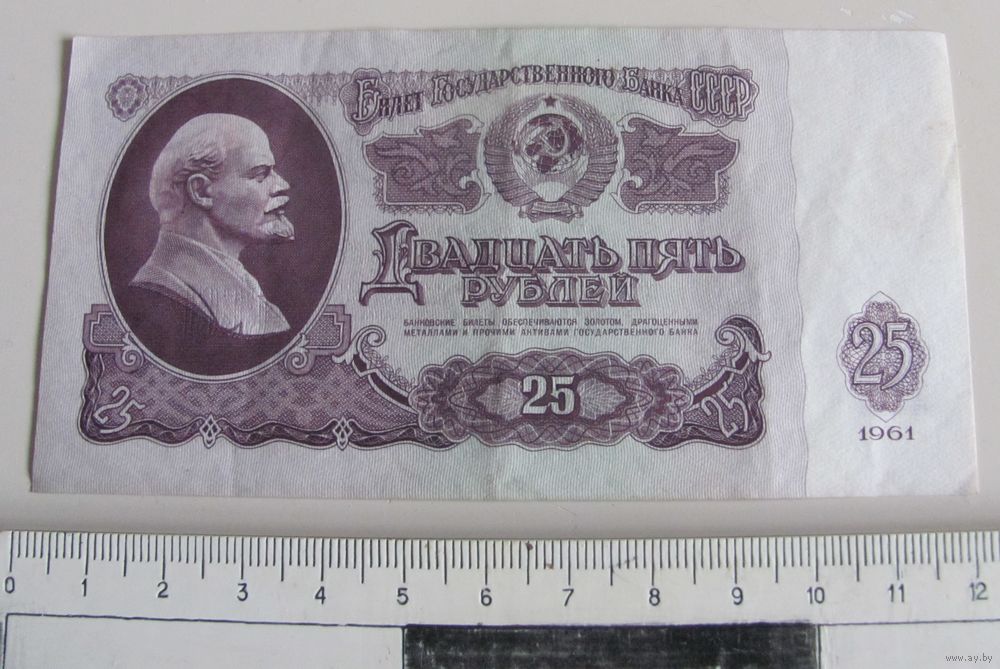 Билет Государственного Банка СССР
Двадцать пять
рублей
БАНКОВСКИЕ БИЛЕТЫ ОБЕСПЕЧИВАЮТСЯ ЗОЛОТОМ, ДРАГОЦЕННЫМИ
МЕТАЛЛАМИ И ПРОЧИМИ АКТИВАМИ ГОСУДАРСТВЕННОГО БАНКА
25
25
25
25
1961
0 1 2 3 4 5 6 7 8 9 10 11 12
www.ay.by